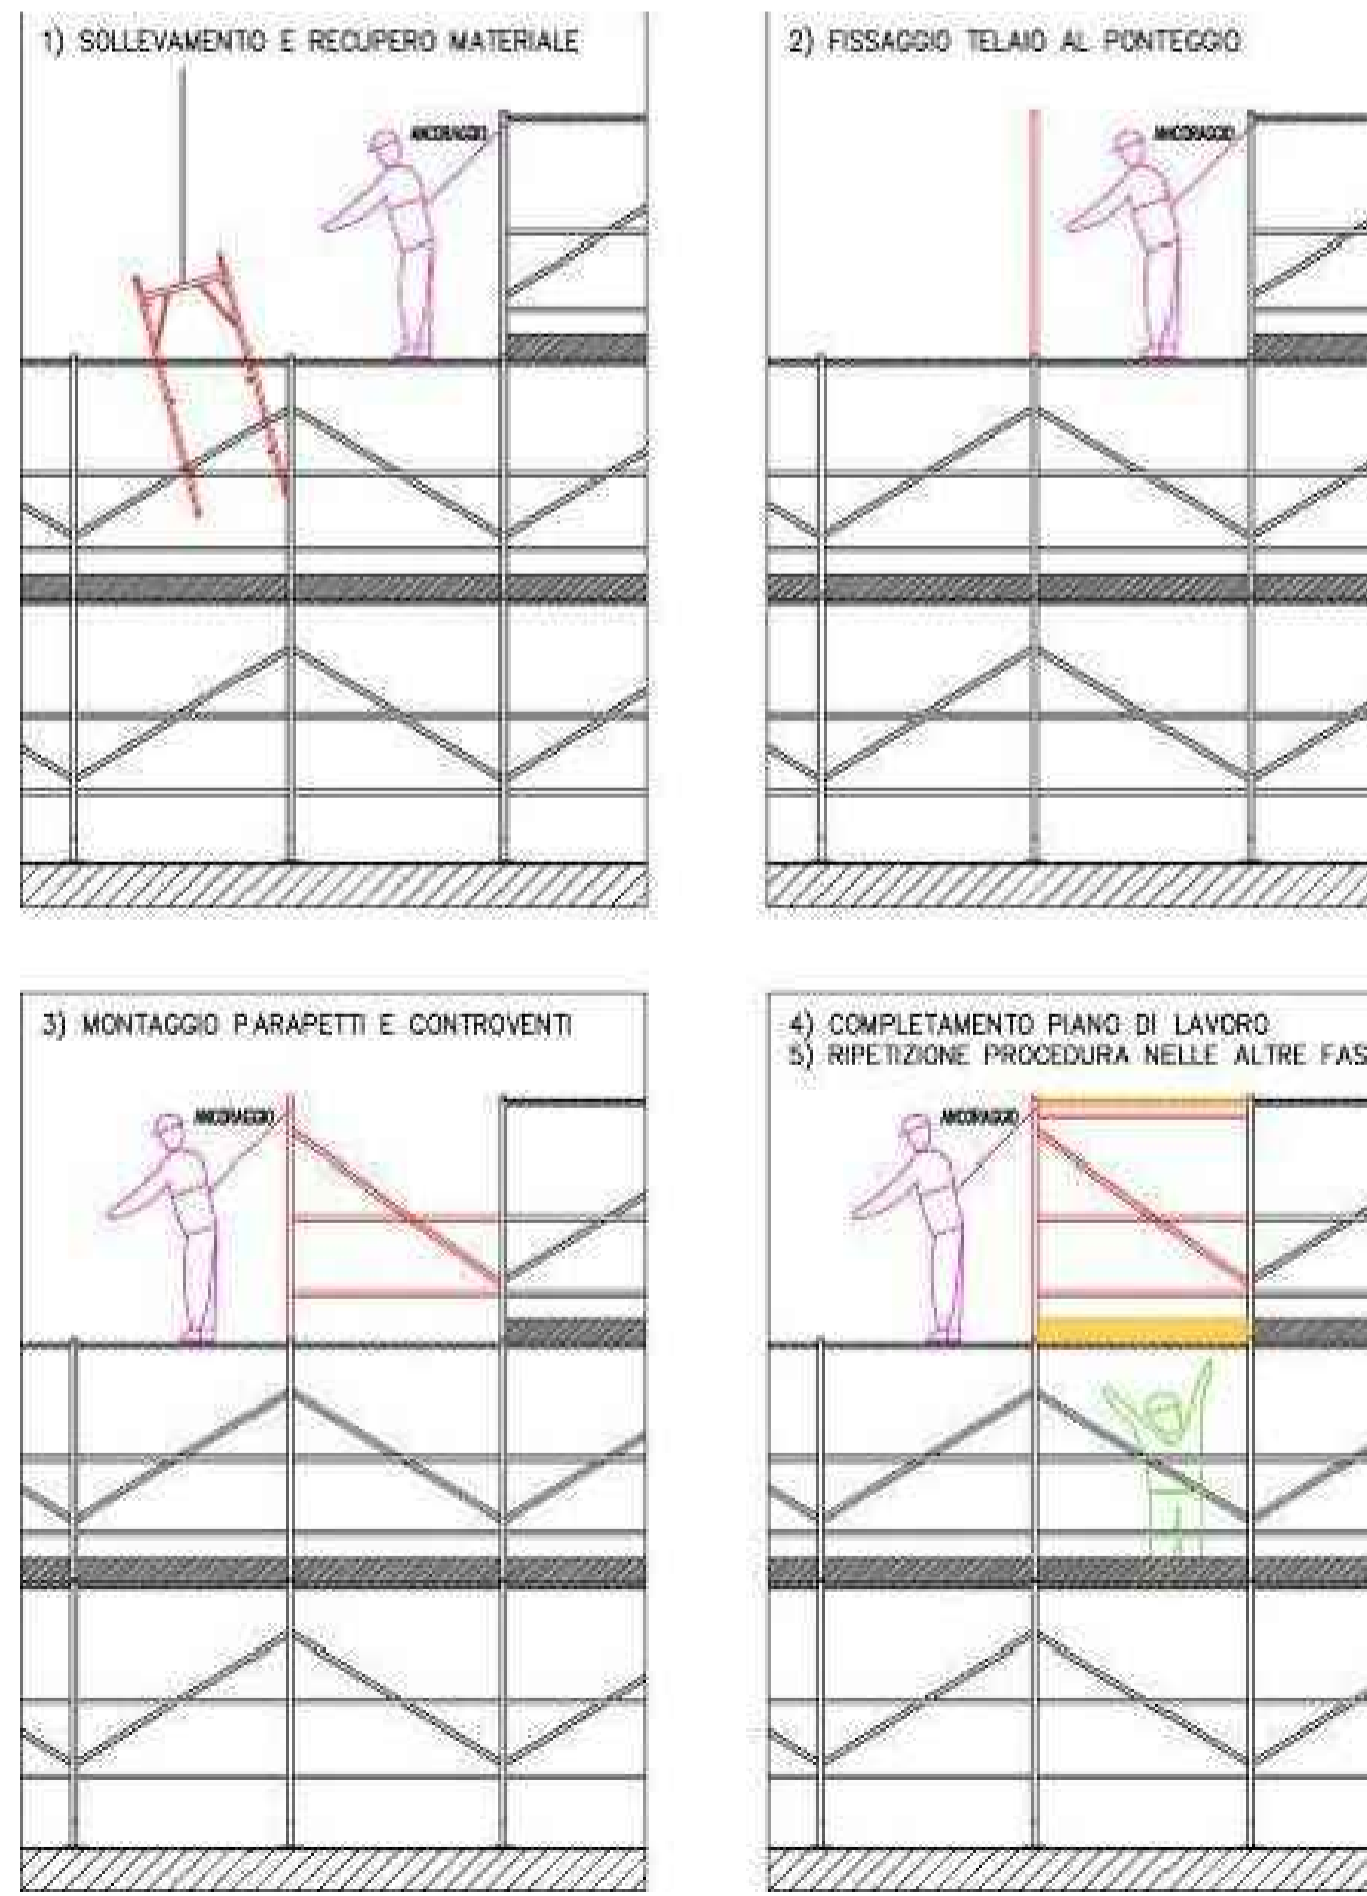 1) SOLLEVAMENTO E RECUPERO MATERIALE
ANCORAGGIO
2) FISSAGGIO TELAIO AL PONTEGGIO
ANCORAGGIO
3) MONTAGGIO PARAPETTI E CONTROVENTI
ANCORAGGIO
4) COMPLETAMENTO PIANO DI LAVORO
5) RIPETIZIONE PROCEDURA NELLE ALTRE FAS
ANCORAGGIO